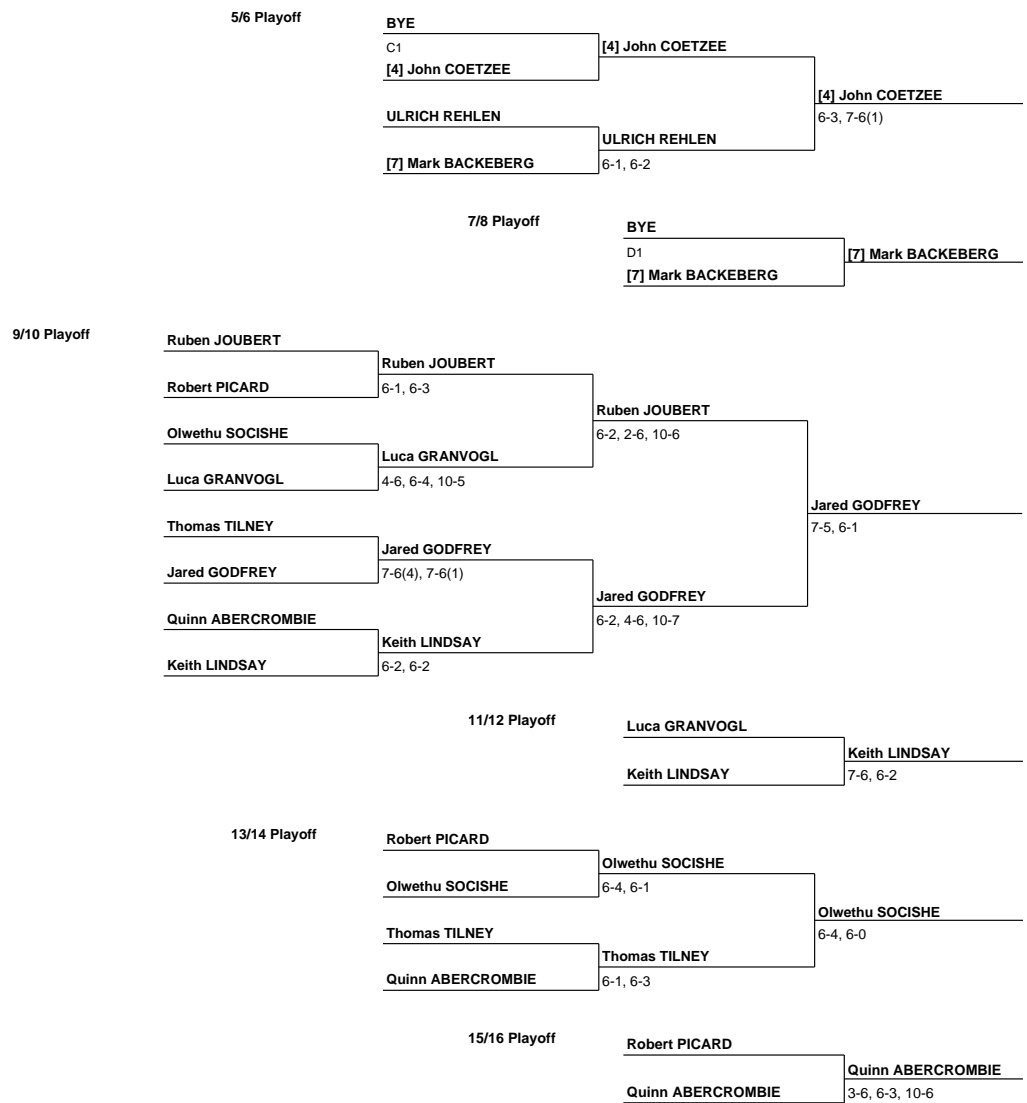 5/6 Playoff
BYE
C1
[4] John COETZEE
[4] John COETZEE
ULRICH REHLEN
[7] Mark BACKEBERG
ULRICH REHLEN
6-1, 6-2
[4] John COETZEE
6-3, 7-6(1)
7/8 Playoff
BYE
D1
[7] Mark BACKEBERG
[7] Mark BACKEBERG
9/10 Playoff
Ruben JOUBERT
Robert PICARD
Ruben JOUBERT
6-1, 6-3
Olwethu SOCISHE
Luca GRANVOGL
Luca GRANVOGL
4-6, 6-4, 10-5
Ruben JOUBERT
6-2, 2-6, 10-6
Thomas TILNEY
Jared GODFREY
Jared GODFREY
7-6(4), 7-6(1)
Quinn ABERCROMBIE
Keith LINDSAY
Keith LINDSAY
6-2, 6-2
Jared GODFREY
6-2, 4-6, 10-7
Jared GODFREY
7-5, 6-1
11/12 Playoff
Luca GRANVOGL
Keith LINDSAY
Keith LINDSAY
7-6, 6-2
13/14 Playoff
Robert PICARD
Olwethu SOCISHE
Olwethu SOCISHE
6-4, 6-1
Thomas TILNEY
Quinn ABERCROMBIE
Thomas TILNEY
6-1, 6-3
Olwethu SOCISHE
6-4, 6-0
15/16 Playoff
Robert PICARD
Quinn ABERCROMBIE
Quinn ABERCROMBIE
3-6, 6-3, 10-6